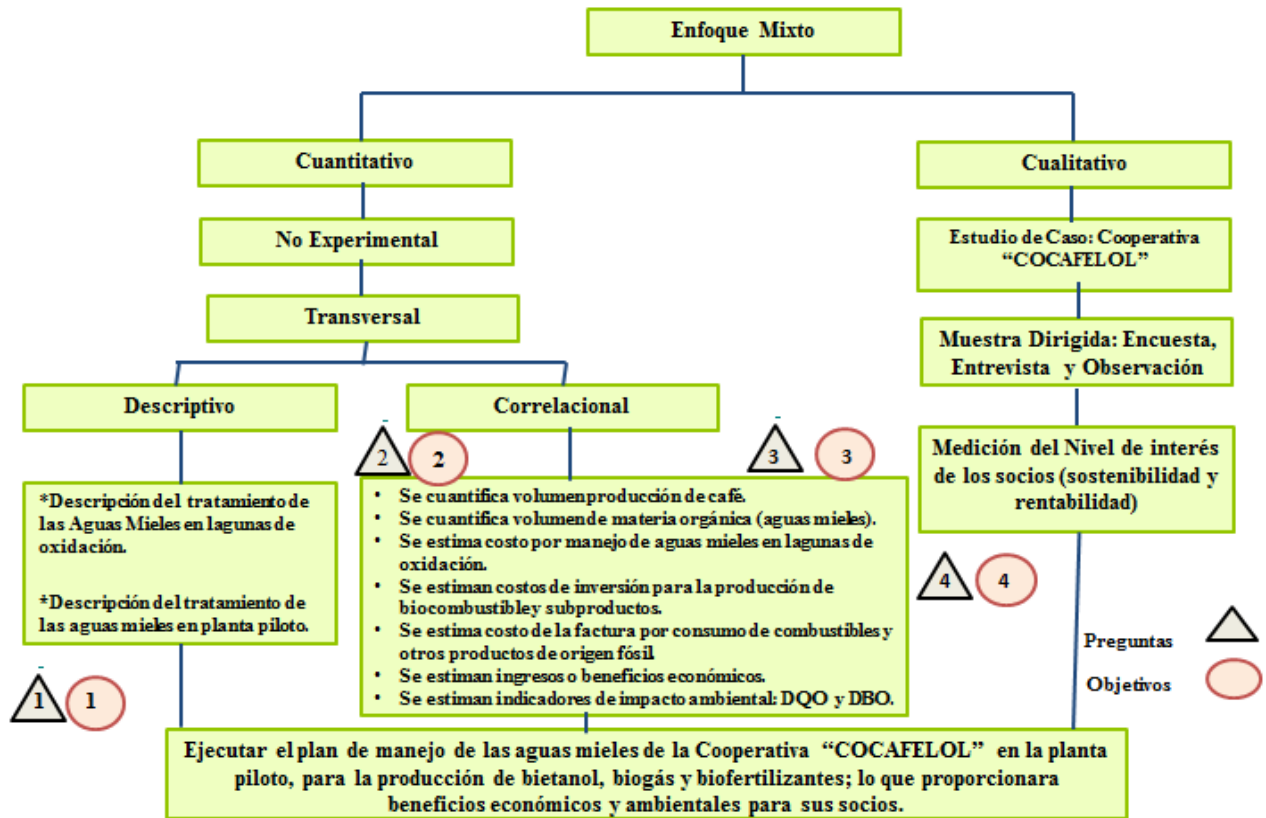 Enfoque Mixto
Cuantitativo
Cualitativo
No Experimental
Estudio de Caso: Cooperativa
“COCAFELOL”
Transversal
Muestra Dirigida: Encuesta,
Entrevista y Observación
Descriptivo
Correlacional
2
2
3
3
Medición del Nivel de interés
de los socios (sostenibilidad y
rentabilidad)
*Descripción del tratamiento de
las Aguas Mieles en lagunas de
oxidación.
*Descripción del tratamiento de
las aguas mieles en planta piloto.
• Se cuantifica volumen producción de café.
• Se cuantifica volumen de materia orgánica (aguas mieles).
• Se estima costo por manejo de aguas mieles en lagunas de
oxidación.
• Se estiman costos de inversión para la producción de
biocombustible y subproductos.
• Se estima costo de la factura por consumo de combustibles y
otros productos de origen fósil.
• Se estiman ingresos o beneficios económicos.
• Se estiman indicadores de impacto ambiental: DQO y DBO.
4
4
Preguntas
Objetivos
1
1
Ejecutar el plan de manejo de las aguas mieles de la Cooperativa “COCAFELOL” en la planta
piloto, para la producción de bietanol, biogás y biofertilizantes; lo que proporcionara
beneficios económicos y ambientales para sus socios.